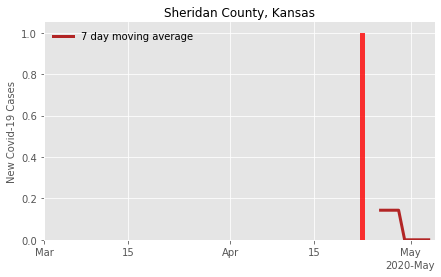 Sheridan County, Kansas
7 day moving average
New Covid-19 Cases
1.0
0.8
0.6
0.4
0.2
0.0
Mar 15 Apr 15 May
2020-May